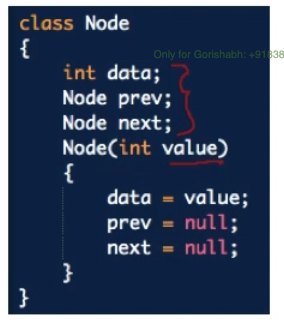 class Node
{
Only for Gorishabh: +91838
    int data;
    Node prev;
    Node next;
    Node(int value)
    {
        data = value;
        prev = null;
        next = null;
    }
}